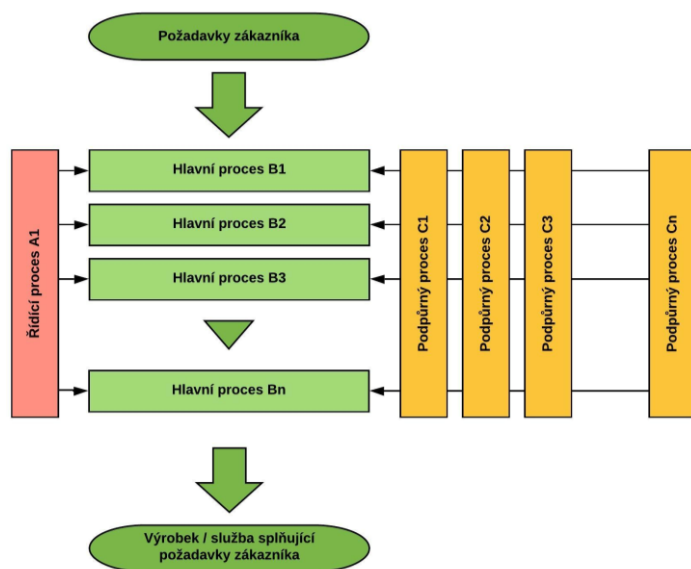 Požadavky zákazníka
Řídící proces A1
Hlavní proces B1
Hlavní proces B2
Hlavní proces B3
Hlavní proces Bn
Podpůrný proces C1
Podpůrný proces C2
Podpůrný proces C3
Podpůrný proces Cn
Výrobek / služba splňující
požadavky zákazníka